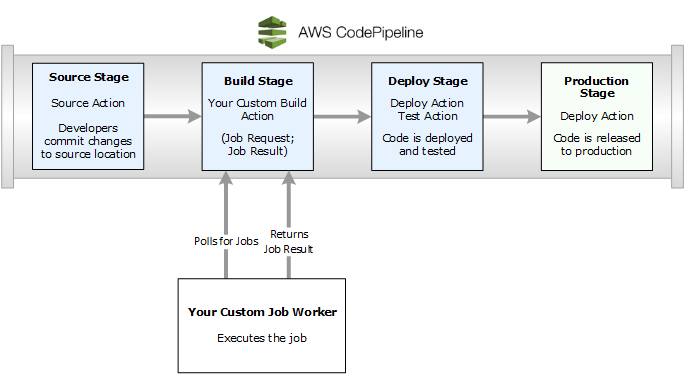 AWS CodePipeline
Source Stage
Source Action
Developers
commit changes
to source location
Build Stage
Your Custom Build
Action
(Job Request;
Job Result)
Deploy Stage
Deploy Action
Test Action
Code is deployed
and tested
Production
Stage
Deploy Action
Code is released
to production
Polls for Jobs
Returns
Job Result
Your Custom Job Worker
Executes the job